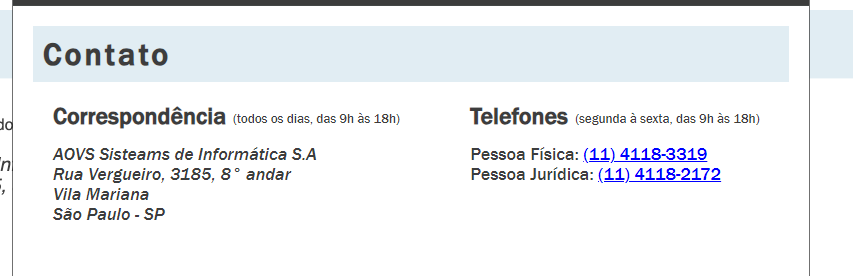 Contato
Correspondência (todos os dias, das 9h às 18h)
AOVS Sisteams de Informática S.A
Rua Vergueiro, 3185, 8° andar
Vila Mariana
São Paulo - SP
Telefones (segunda à sexta, das 9h às 18h)
Pessoa Física: (11) 4118-3319
Pessoa Jurídica: (11) 4118-2172